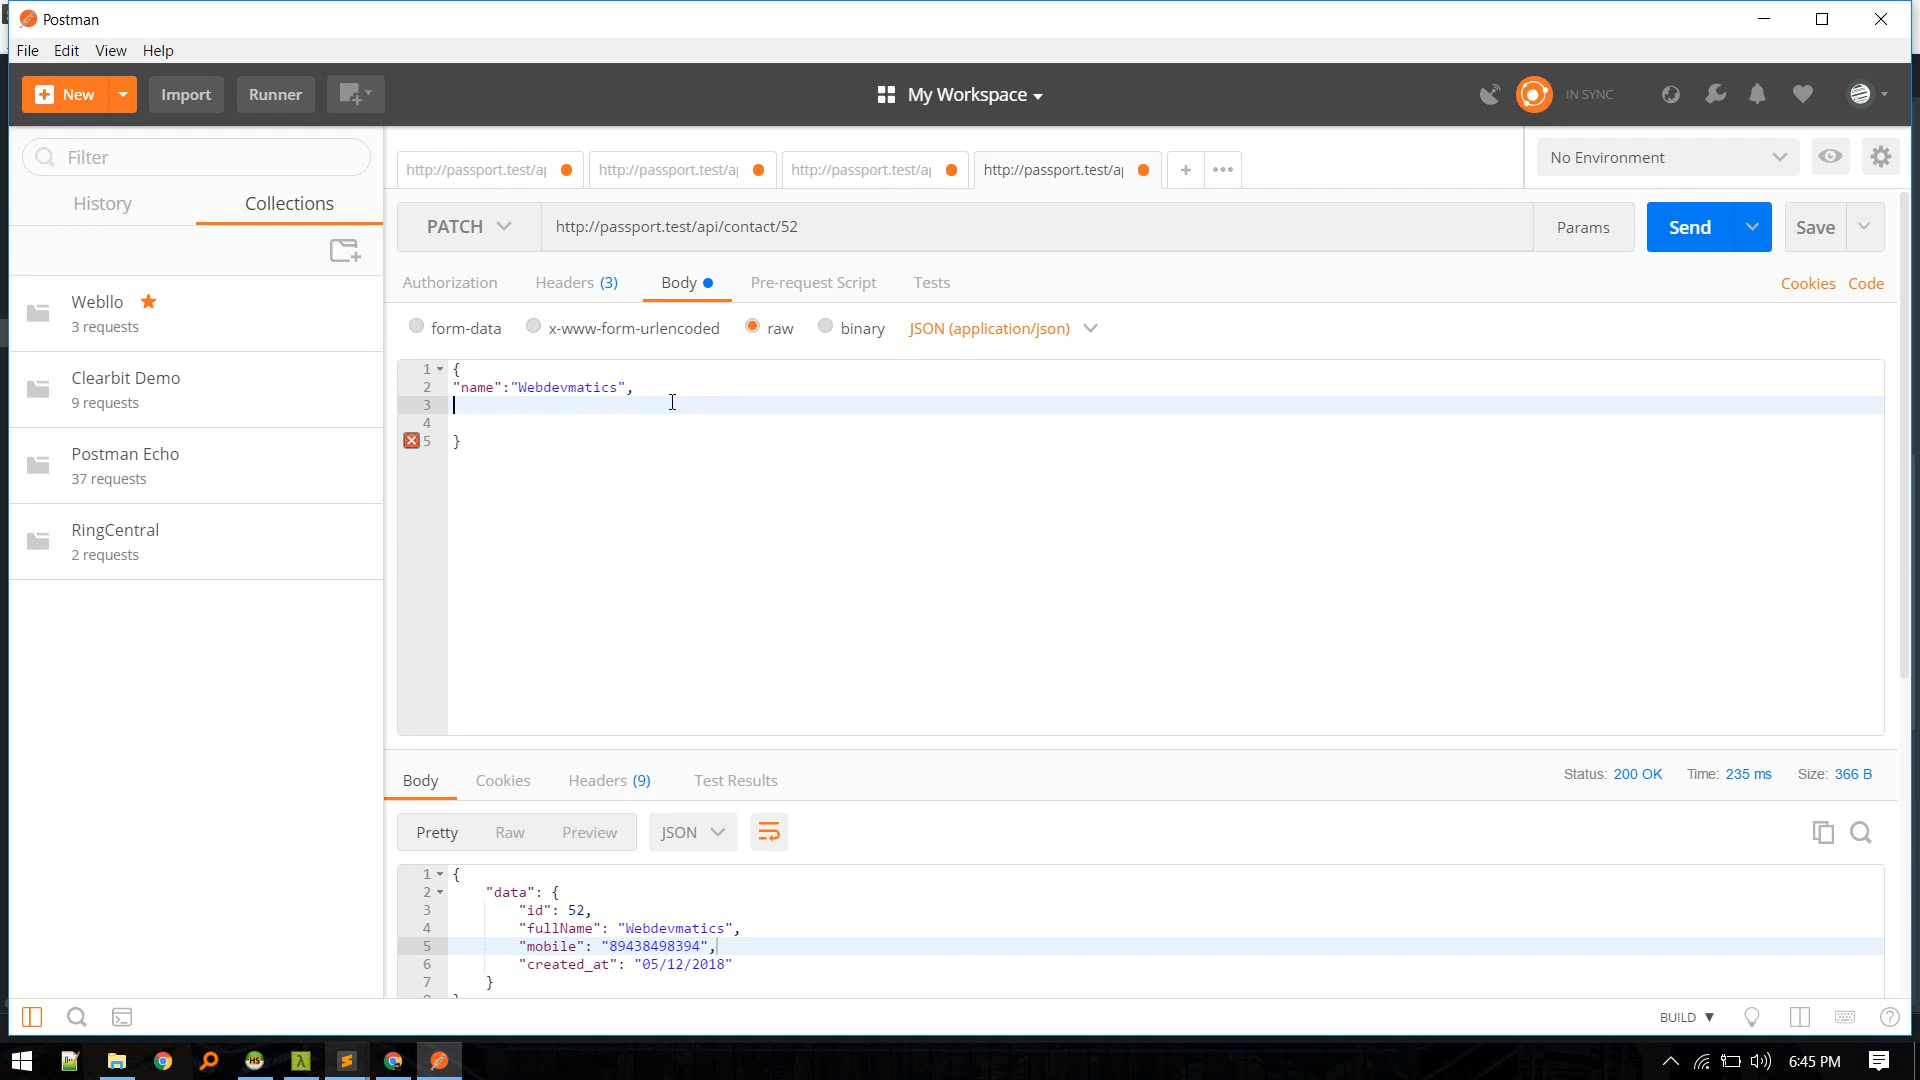 Postman
File Edit View Help
New Import Runner My Workspace IN SYNC
Filter
History Collections
Webllo
3 requests
Clearbit Demo
9 requests
Postman Echo
37 requests
RingCentral
2 requests
http://passport.test/a http://passport.test/a http://passport.test/a http://passport.test/a
No Environment
PATCH http://passport.test/api/contact/52 Params Send Save
Authorization Headers (3) Body Pre-request Script Tests Cookies Code
form-data x-www-form-urlencoded raw binary JSON (application/json)
1 {
2 "name":"Webdevmatics",
3
4
5 }
Body Cookies Headers (9) Test Results Status: 200 OK Time: 235 ms Size: 366 B
Pretty Raw Preview JSON
1 {
2 "data": {
3 "id": 52,
4 "fullName": "Webdevmatics",
5 "mobile": "89438498394",
6 "created_at": "05/12/2018"
7 }
BUILD
6:45 PM